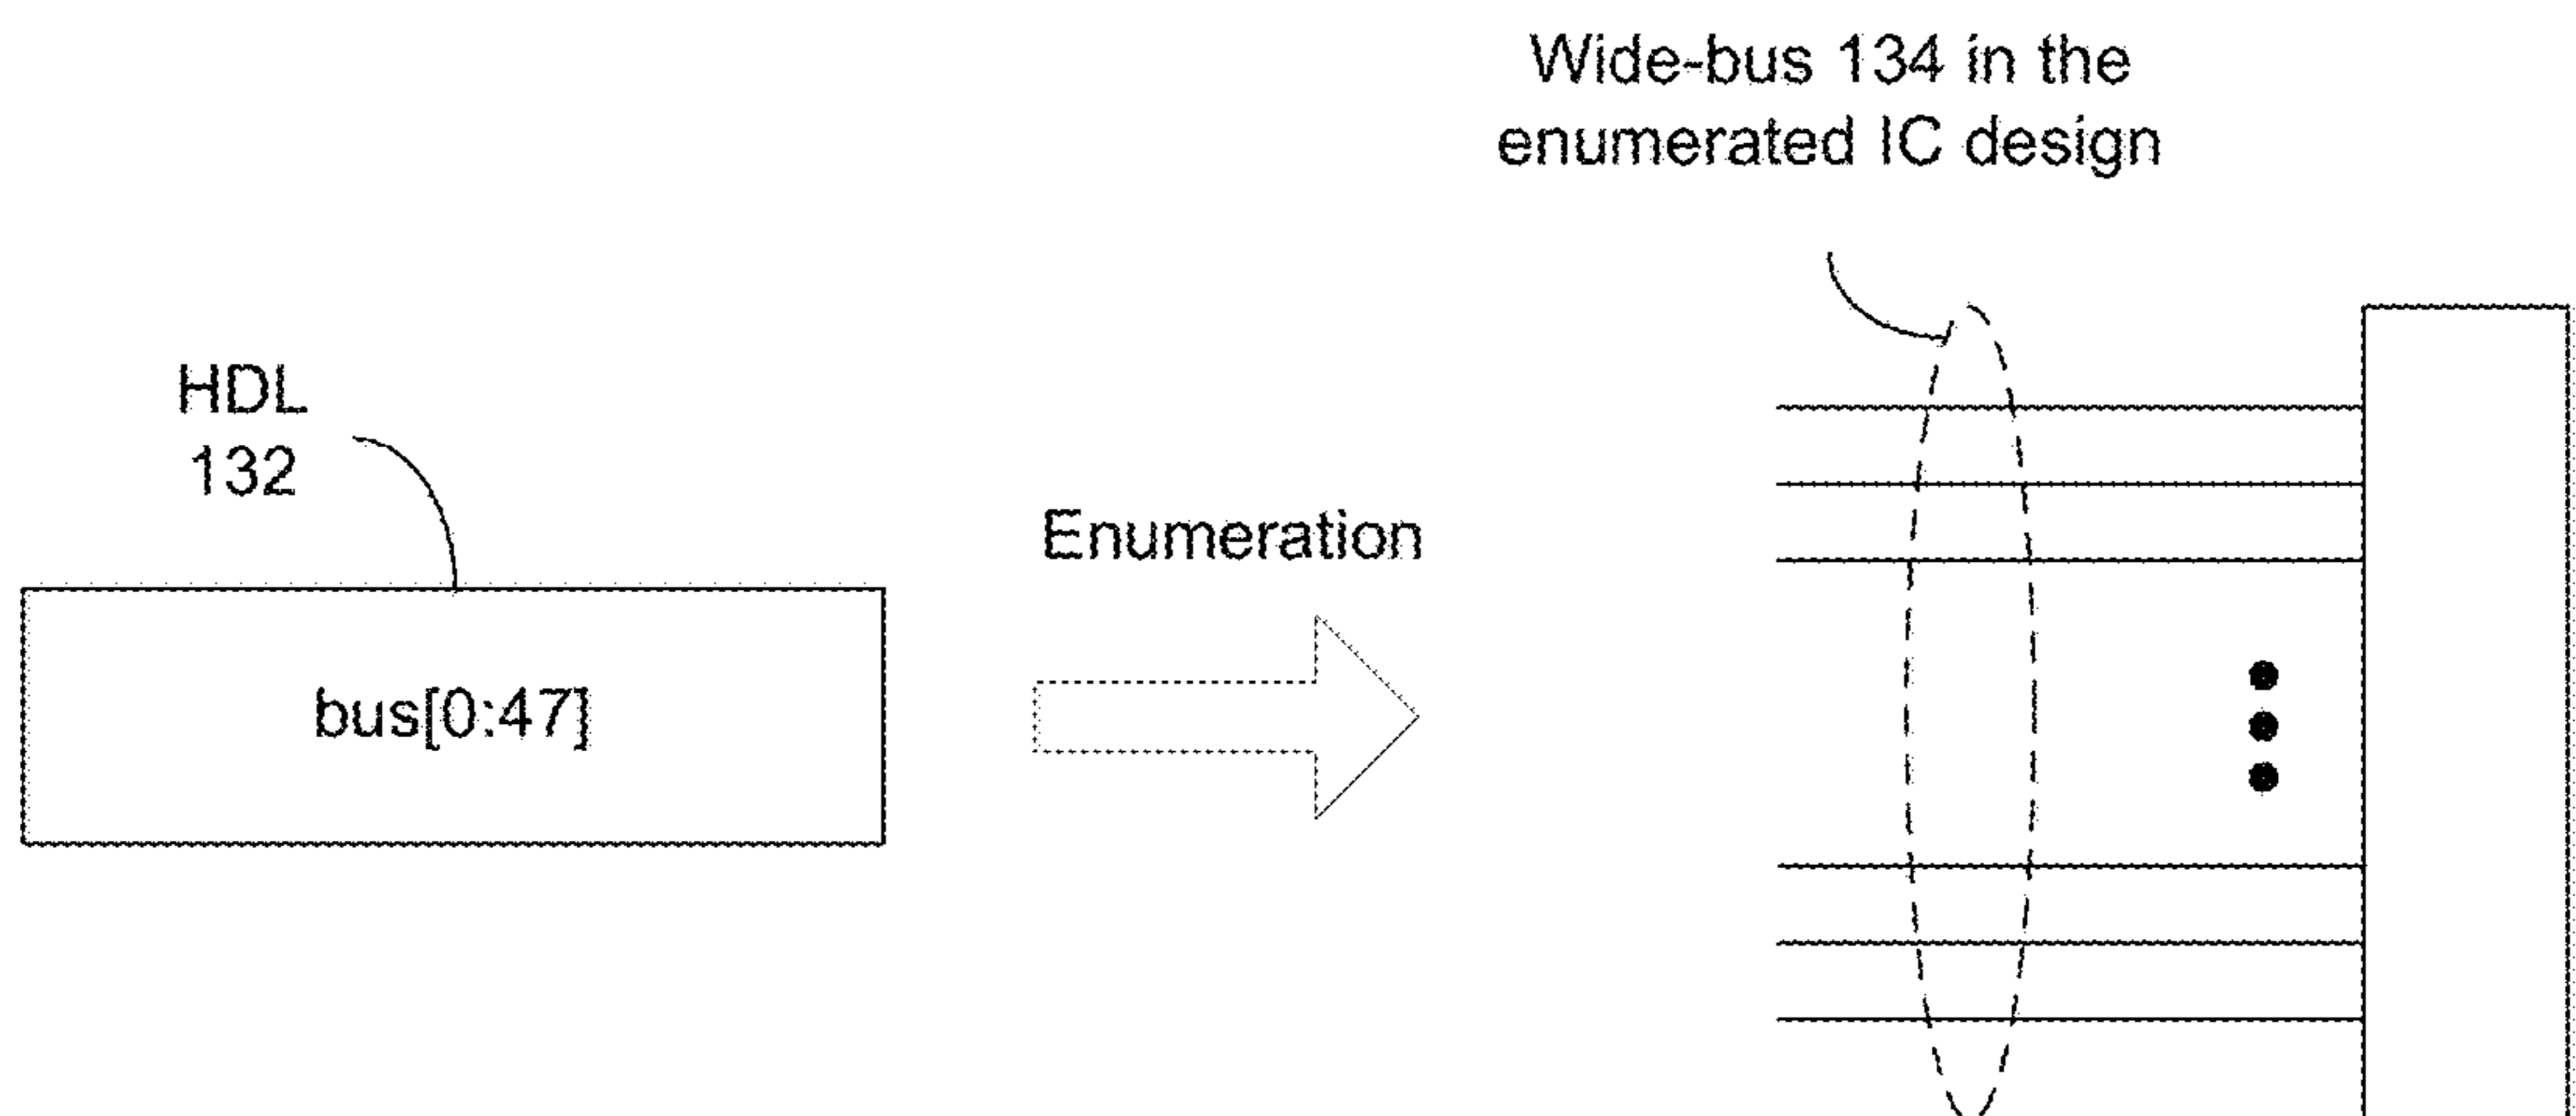 Wide-bus 134 in the
enumerated IC design
HDL
132
Enumeration
bus[0:47]